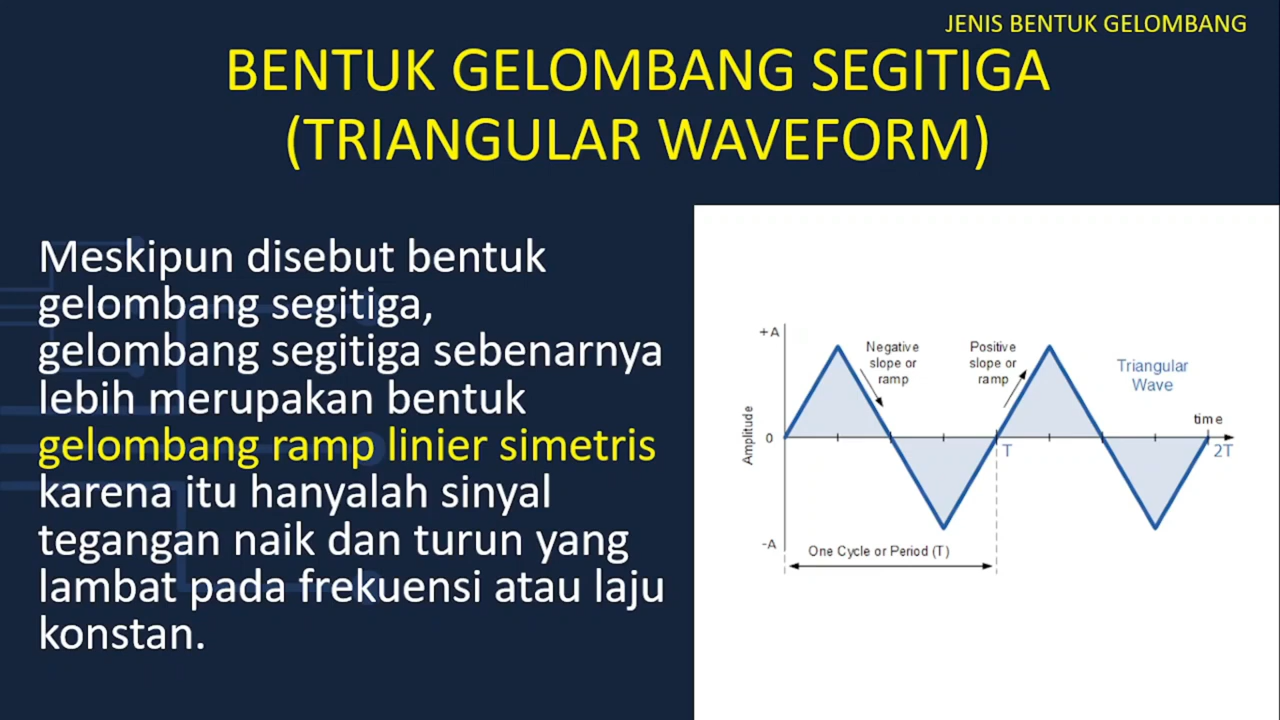 JENIS BENTUK GELOMBANG
BENTUK GELOMBANG SEGITIGA
(TRIANGULAR WAVEFORM)
Meskipun disebut bentuk
gelombang segitiga,
gelombang segitiga sebenarnya
lebih merupakan bentuk
gelombang ramp linier simetris
karena itu hanyalah sinyal
tegangan naik dan turun yang
lambat pada frekuensi atau laju
konstan.
+A
Negative
slope or
ramp
Positive
slope or
ramp
Triangular
Wave
Amplitude
time
0
T
2T
-A
One Cycle or Period (T)